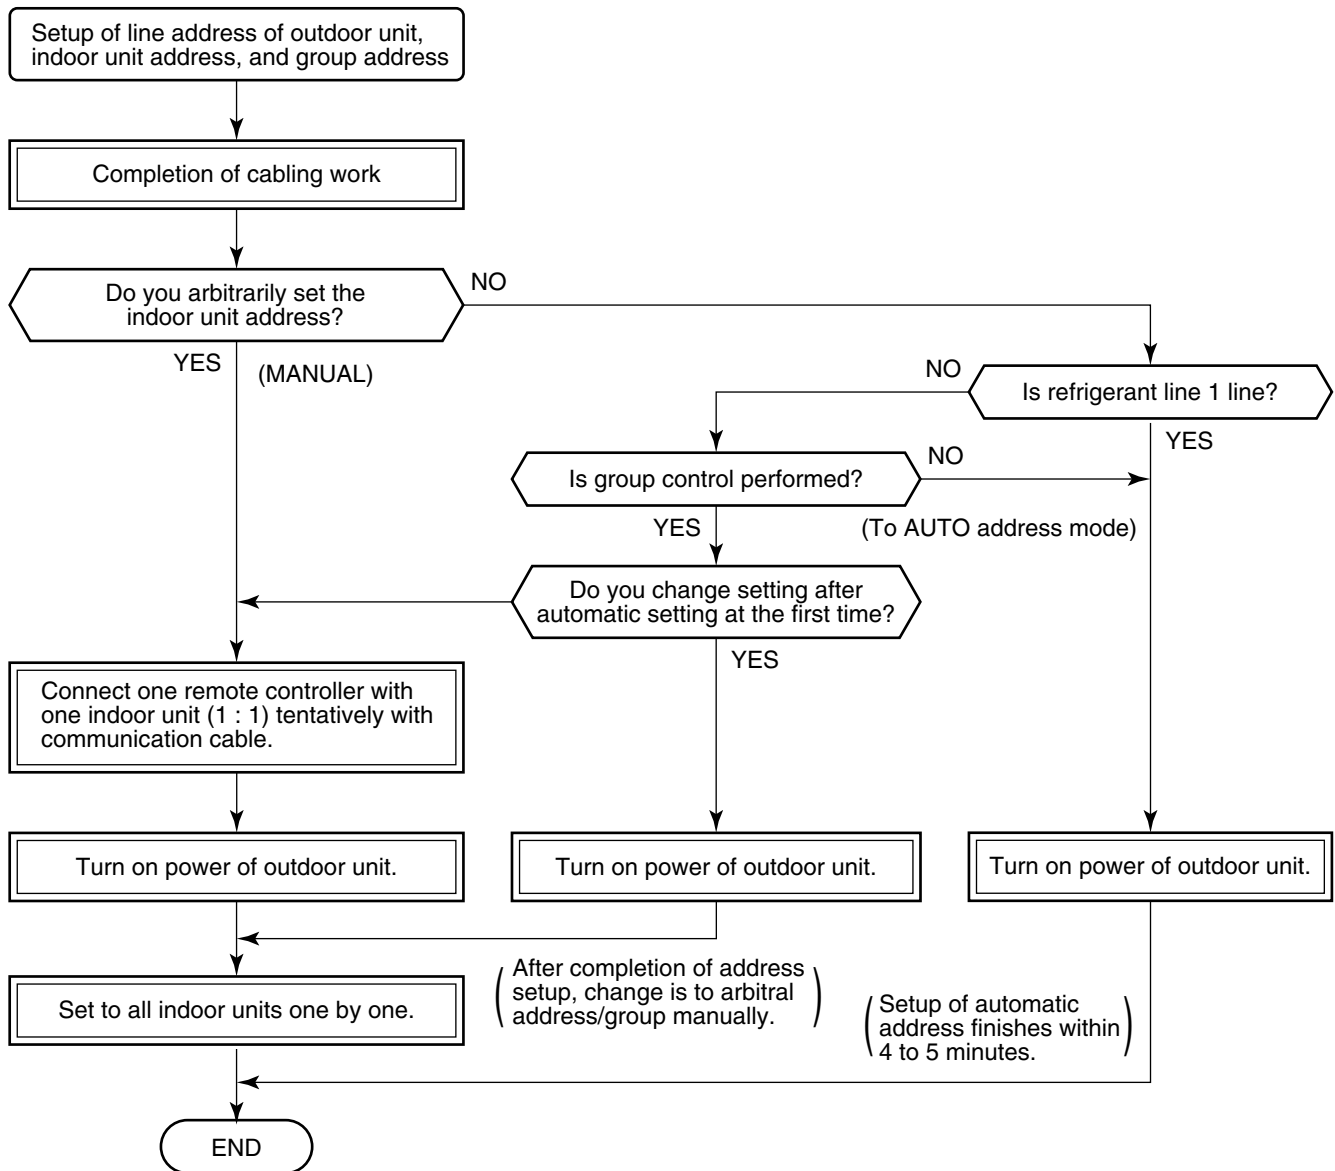 Setup of line address of outdoor unit,
indoor unit address, and group address
Completion of cabling work
Do you arbitrarily set the
indoor unit address?
NO
YES
(MANUAL)
NO
Is refrigerant line 1 line?
YES
Is group control performed?
NO
YES
(To AUTO address mode)
Do you change setting after
automatic setting at the first time?
YES
Connect one remote controller with
one indoor unit (1 : 1) tentatively with
communication cable.
Turn on power of outdoor unit.
Turn on power of outdoor unit.
Turn on power of outdoor unit.
After completion of address
setup, change is to arbitral
address/group manually.
Set to all indoor units one by one.
Setup of automatic
address finishes within
4 to 5 minutes.
END